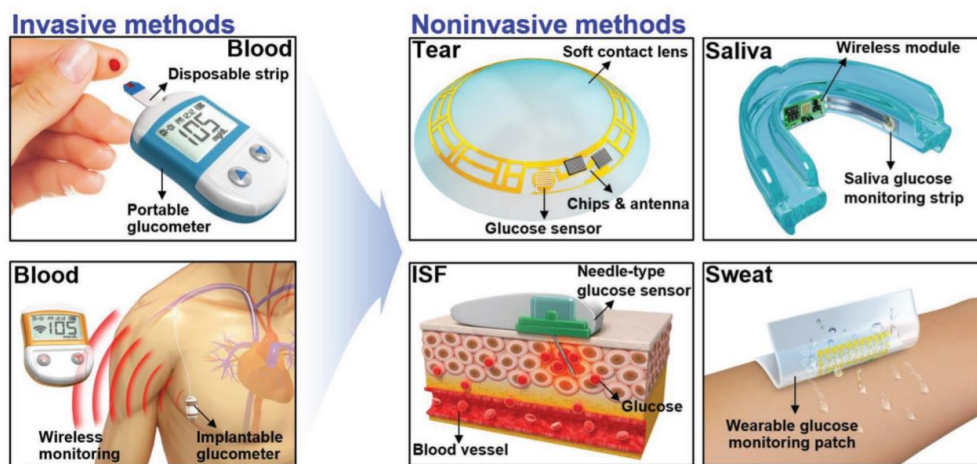 Invasive methods
Blood
Disposable strip
105
Portable
glucometer
Blood
105
Wireless
monitoring
Implantable
glucometer
Noninvasive methods
Tear
Soft contact lens
Chips & antenna
Glucose sensor
Saliva
Wireless module
Saliva glucose
monitoring strip
ISF
Needle-type
glucose sensor
Glucose
Blood vessel
Sweat
Wearable glucose
monitoring patch